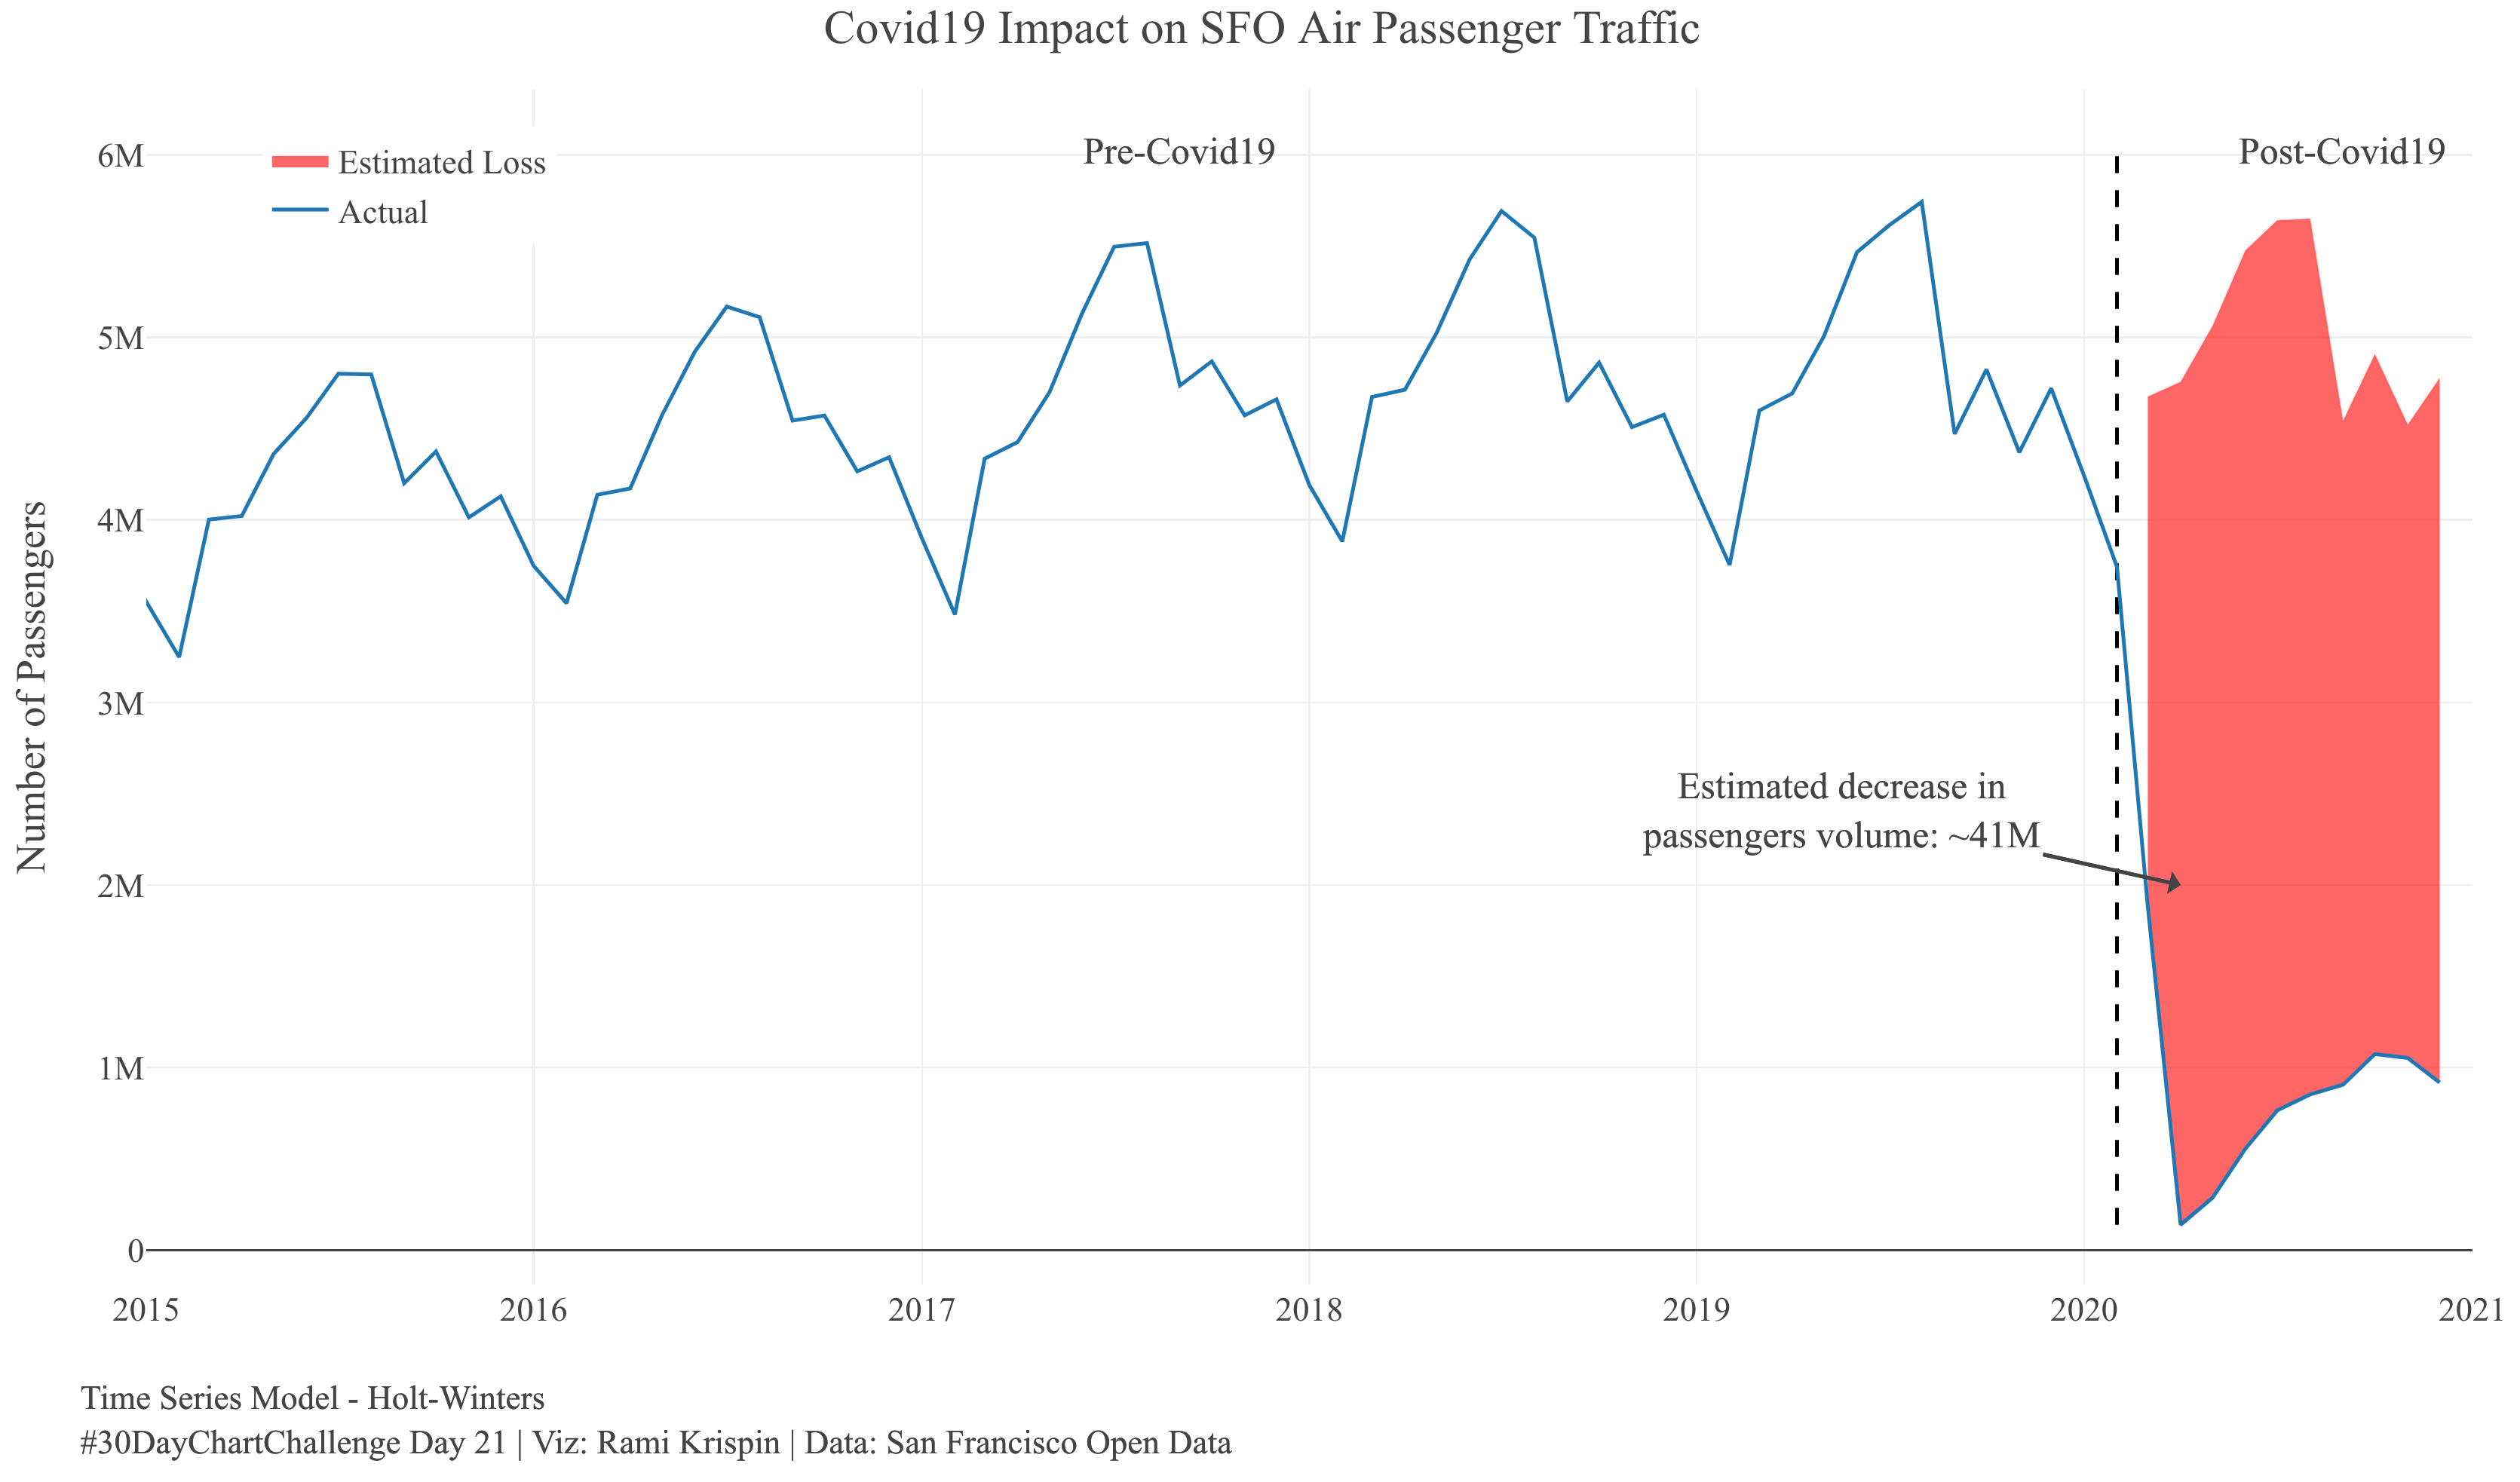 Covid19 Impact on SFO Air Passenger Traffic
6M
Estimated Loss
Actual
Pre-Covid19
Post-Covid19
5M
4M
3M
2M
1M
0
Number of Passengers
Estimated decrease in
passengers volume: ~41M
2015
2016
2017
2018
2019
2020
2021
Time Series Model - Holt-Winters
#30DayChartChallenge Day 21 | Viz: Rami Krispin | Data: San Francisco Open Data